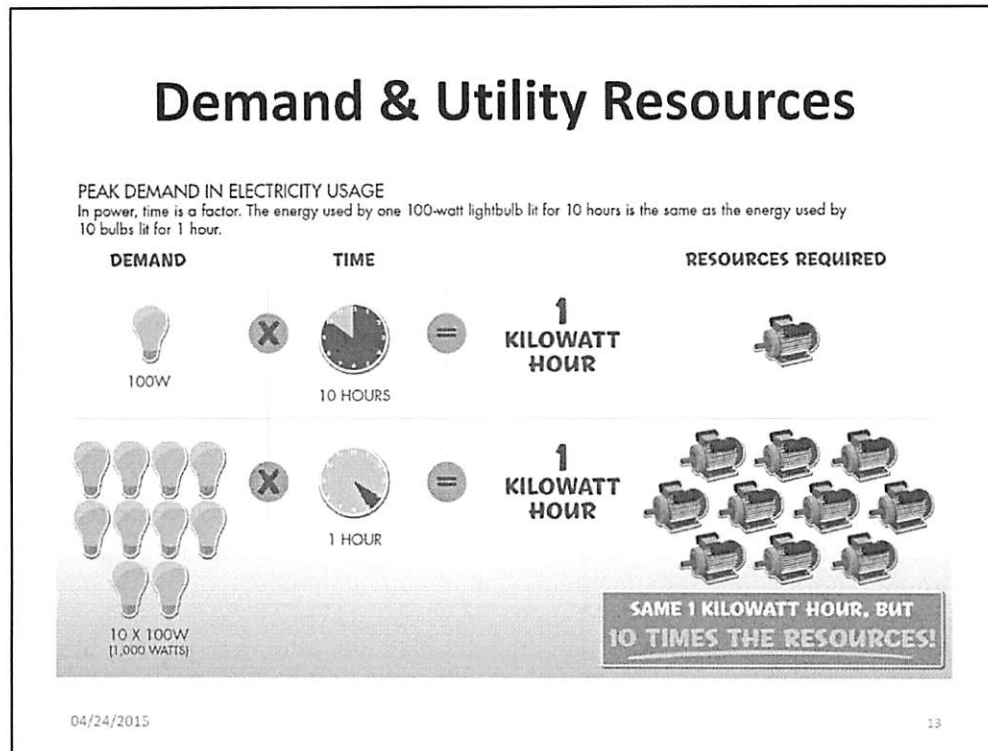 Demand & Utility Resources
PEAK DEMAND IN ELECTRICITY USAGE
In power, time is a factor. The energy used by one 100-watt lightbulb lit for 10 hours is the same as the energy used by
10 bulbs lit for 1 hour.
DEMAND TIME RESOURCES REQUIRED
X = 1
KILOWATT
HOUR
100W
10 HOURS
X = 1
KILOWATT
HOUR
1 HOUR
10 X 100W
(1,000 WATTS)
SAME 1 KILOWATT HOUR, BUT
10 TIMES THE RESOURCES!
04/24/2015 13